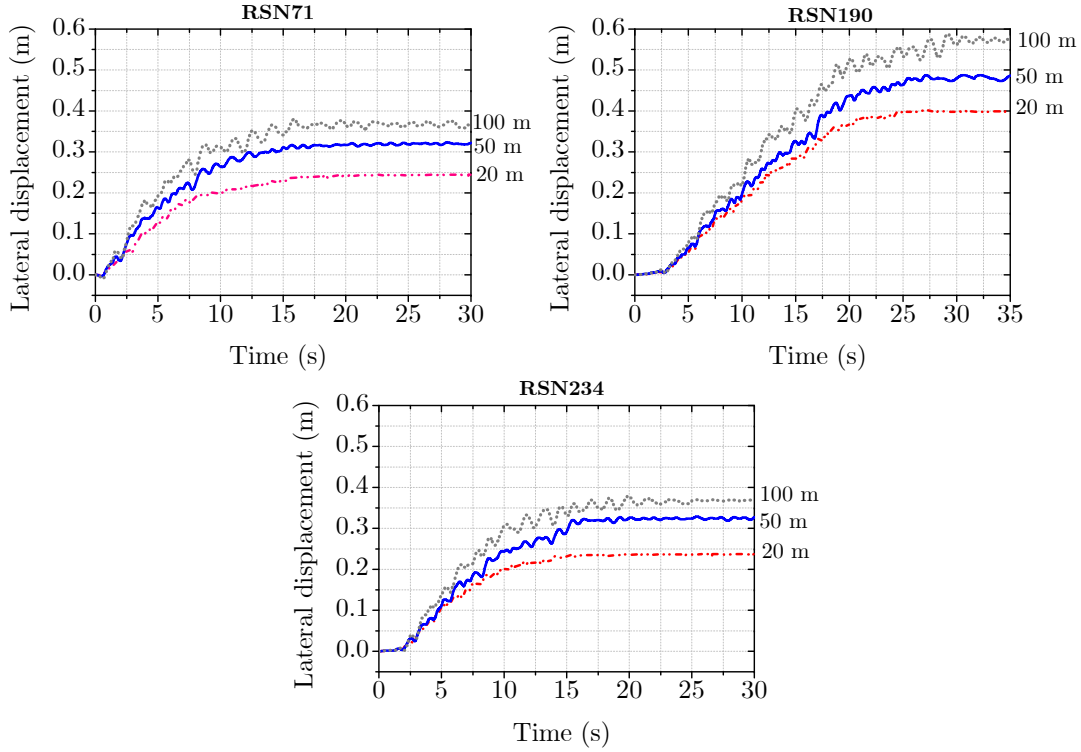 RSN71
Lateral displacement (m)
0.6
0.5
0.4
0.3
0.2
0.1
0.0
100 m
50 m
20 m
0 5 10 15 20 25 30
Time (s)
RSN190
Lateral displacement (m)
0.6
0.5
0.4
0.3
0.2
0.1
0.0
100 m
50 m
20 m
0 5 10 15 20 25 30 35
Time (s)
RSN234
Lateral displacement (m)
0.6
0.5
0.4
0.3
0.2
0.1
0.0
100 m
50 m
20 m
0 5 10 15 20 25 30
Time (s)